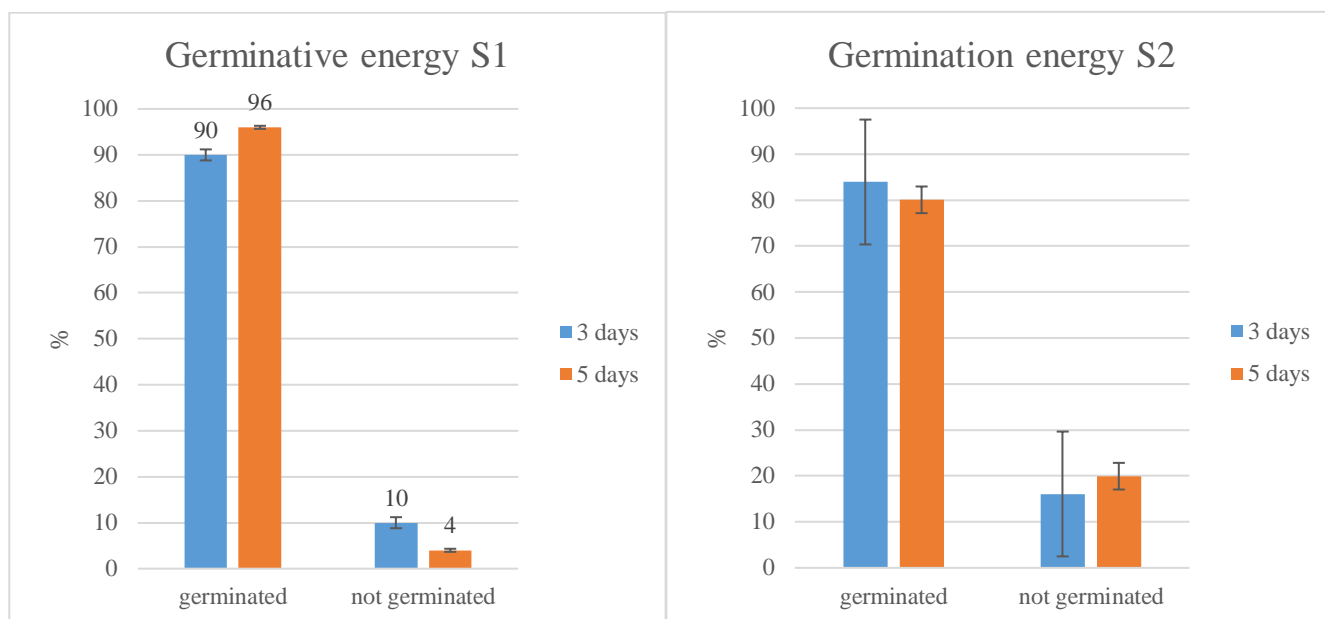 Germinative energy S1
100
90
80
70
60
50
40
30
20
10
0
%
90
96
10
4
germinated
not germinated
3 days
5 days
Germination energy S2
100
90
80
70
60
50
40
30
20
10
0
%
germinated
not germinated
3 days
5 days